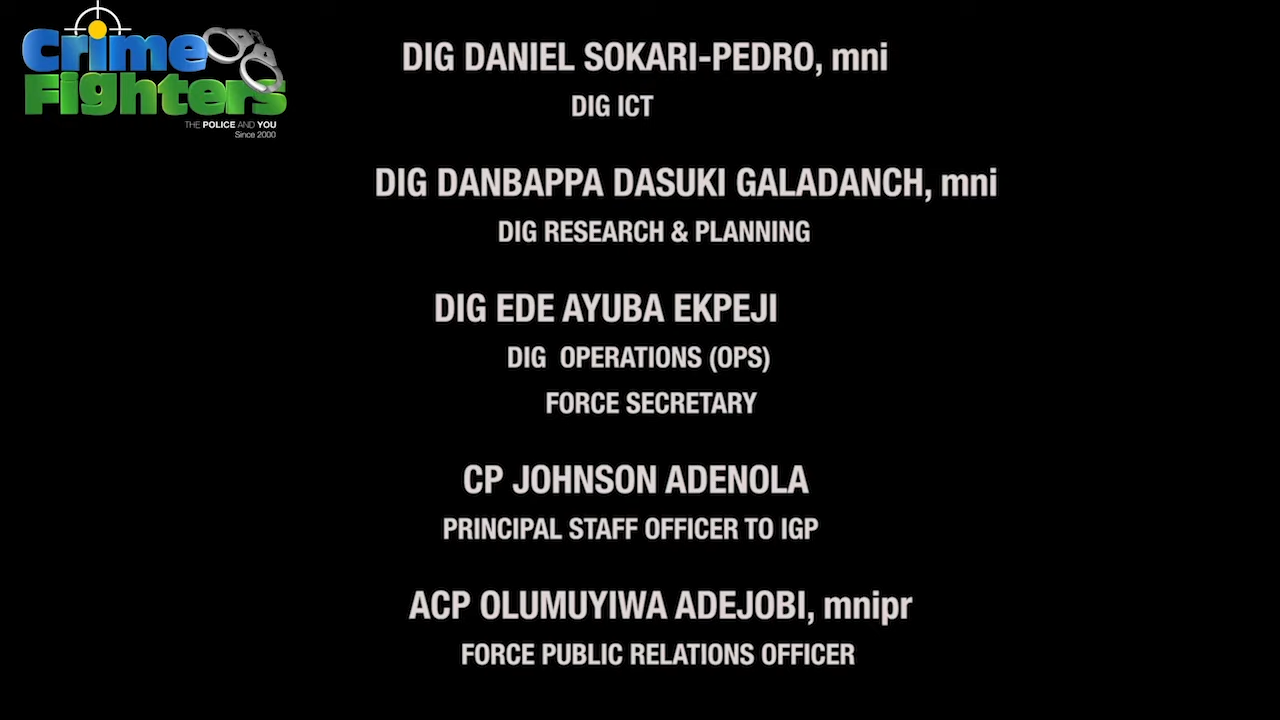 Crime
Fighters
THE POLICE AND YOU
Since 2000
DIG DANIEL SOKARI-PEDRO, mni
DIG ICT
DIG DANBAPPA DASUKI GALADANCH, mni
DIG RESEARCH & PLANNING
DIG EDE AYUBA EKPEJI
DIG  OPERATIONS (OPS)
FORCE SECRETARY
CP JOHNSON ADENOLA
PRINCIPAL STAFF OFFICER TO IGP
ACP OLUMUYIWA ADEJOBI, mnipr
FORCE PUBLIC RELATIONS OFFICER